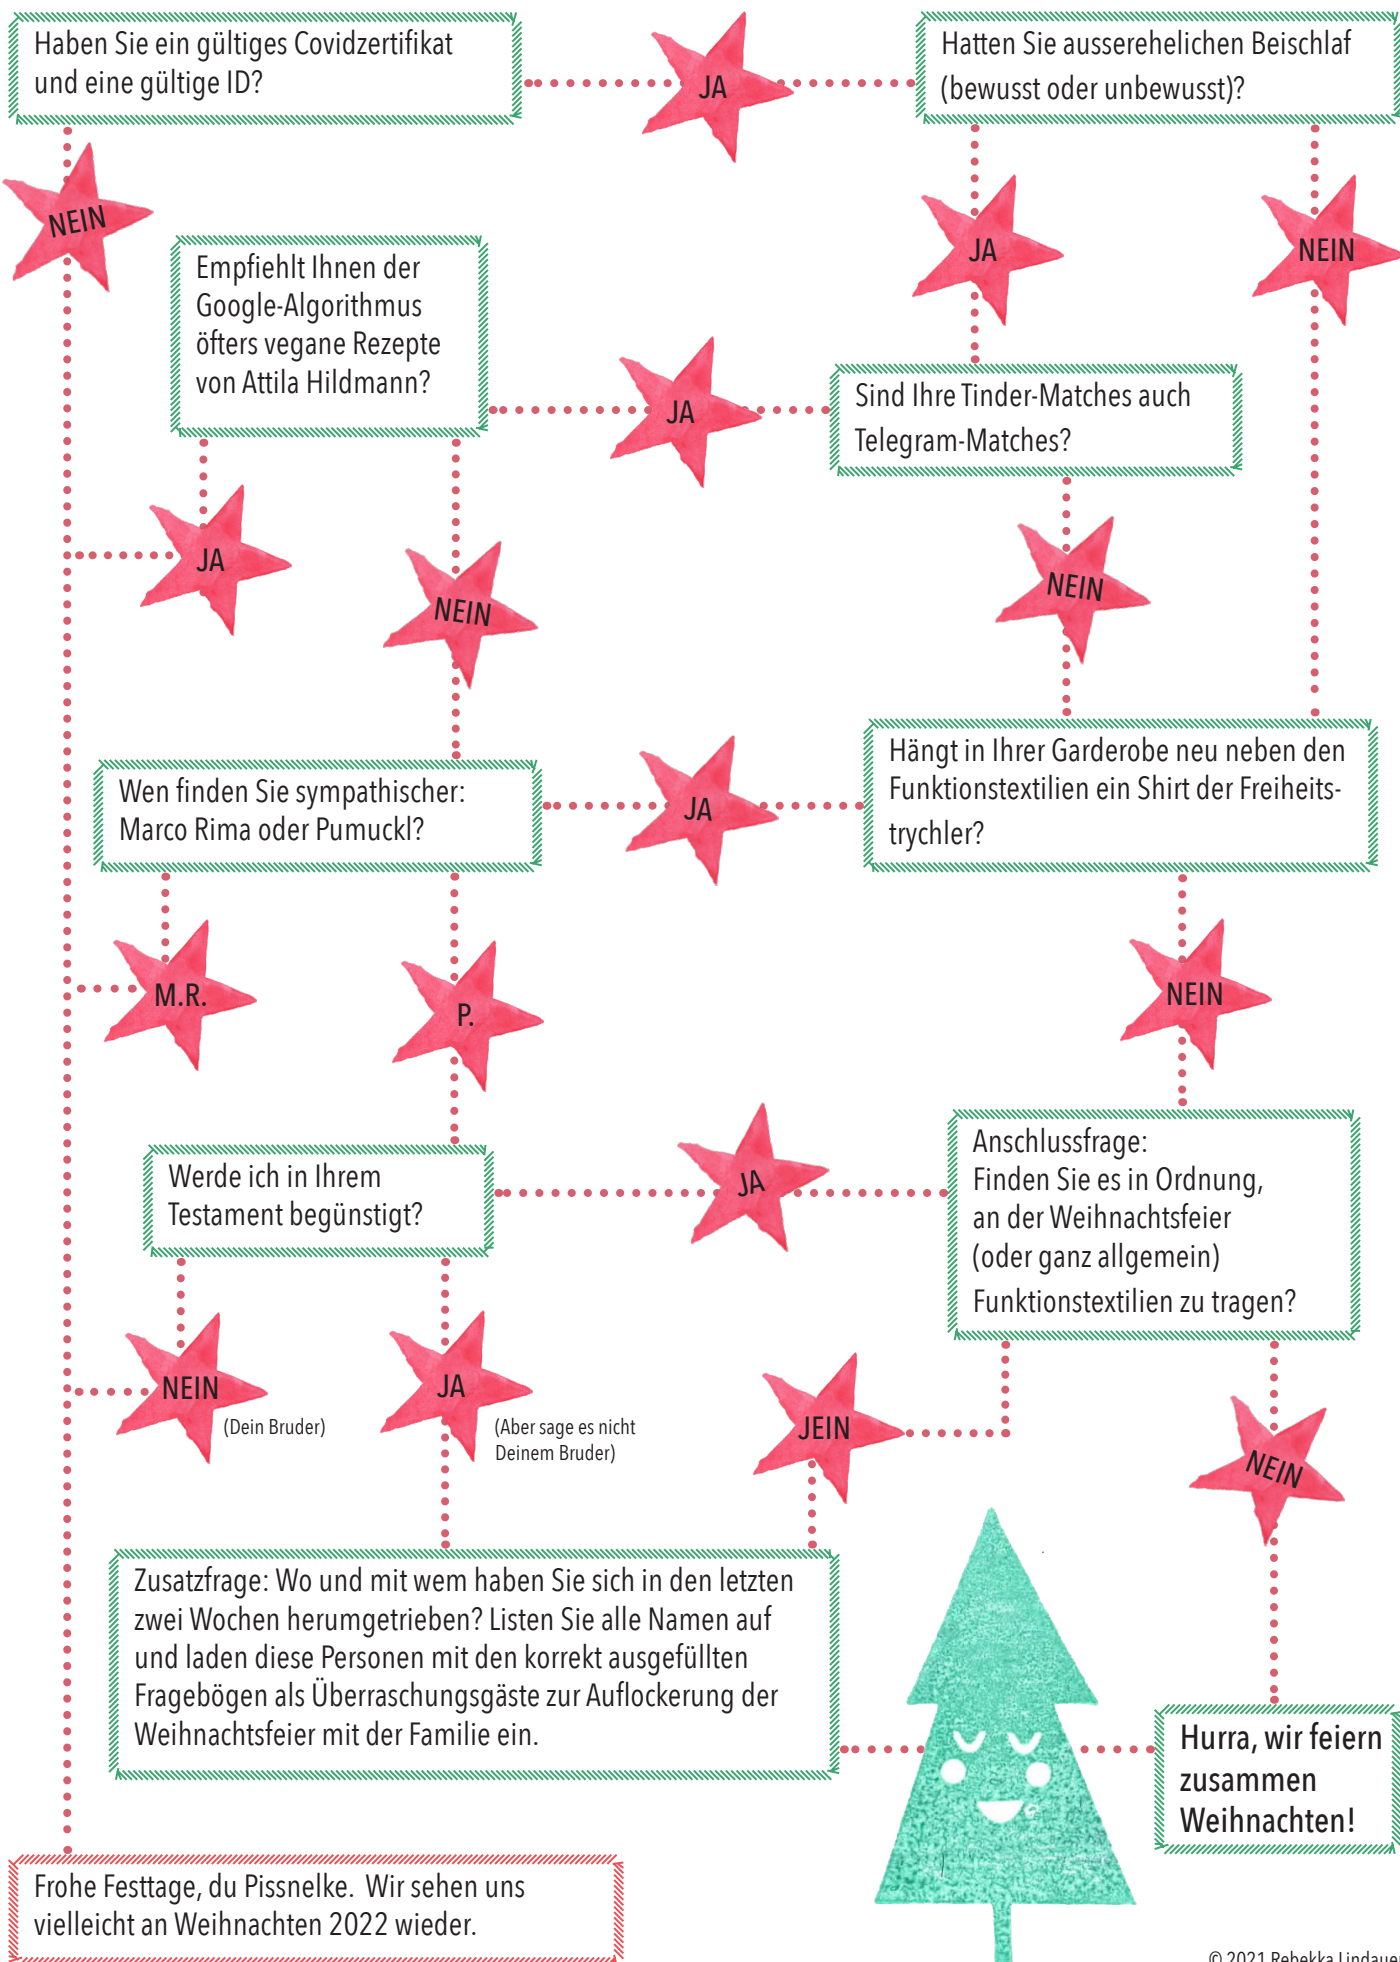 Haben Sie ein gültiges Covidzertifikat
und eine gültige ID?
JA
Hatten Sie ausserehelichen Beischlaf
(bewusst oder unbewusst)?
NEIN
JA
NEIN
Empfiehlt Ihnen der
Google-Algorithmus
öfters vegane Rezepte
von Attila Hildmann?
JA
Sind Ihre Tinder-Matches auch
Telegram-Matches?
JA
NEIN
NEIN
Wen finden Sie sympathischer:
Marco Rima oder Pumuckl?
JA
Hängt in Ihrer Garderobe neu neben den
Funktionstextilien ein Shirt der Freiheits-
trychler?
M.R.
P.
NEIN
Werde ich in Ihrem
Testament begünstigt?
JA
Anschlussfrage:
Finden Sie es in Ordnung,
an der Weihnachtsfeier
(oder ganz allgemein)
Funktionstextilien zu tragen?
NEIN
(Dein Bruder)
JA
(Aber sage es nicht
Deinem Bruder)
JEIN
NEIN
Zusatzfrage: Wo und mit wem haben Sie sich in den letzten
zwei Wochen herumgetrieben? Listen Sie alle Namen auf
und laden diese Personen mit den korrekt ausgefüllten
Fragebögen als Überraschungsgäste zur Auflockerung der
Weihnachtsfeier mit der Familie ein.
Hurra, wir feiern
zusammen
Weihnachten!
Frohe Festtage, du Pissnelke. Wir sehen uns
vielleicht an Weihnachten 2022 wieder.
© 2021 Rebekka Lindauer